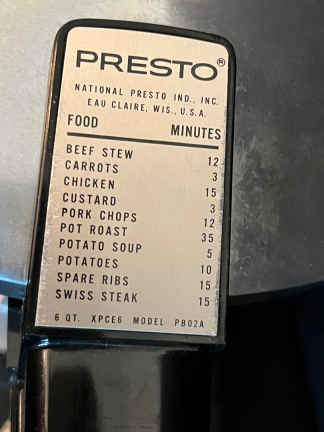 PRESTO®
NATIONAL PRESTO IND., INC.
EAU CLAIRE, WIS., U.S.A.
FOOD MINUTES
BEEF STEW 12
CARROTS 3
CHICKEN 15
CUSTARD 3
PORK CHOPS 12
POT ROAST 35
POTATO SOUP 5
POTATOES 10
SPARE RIBS 15
SWISS STEAK 15
6 QT. XPCE6 MODEL PB02A